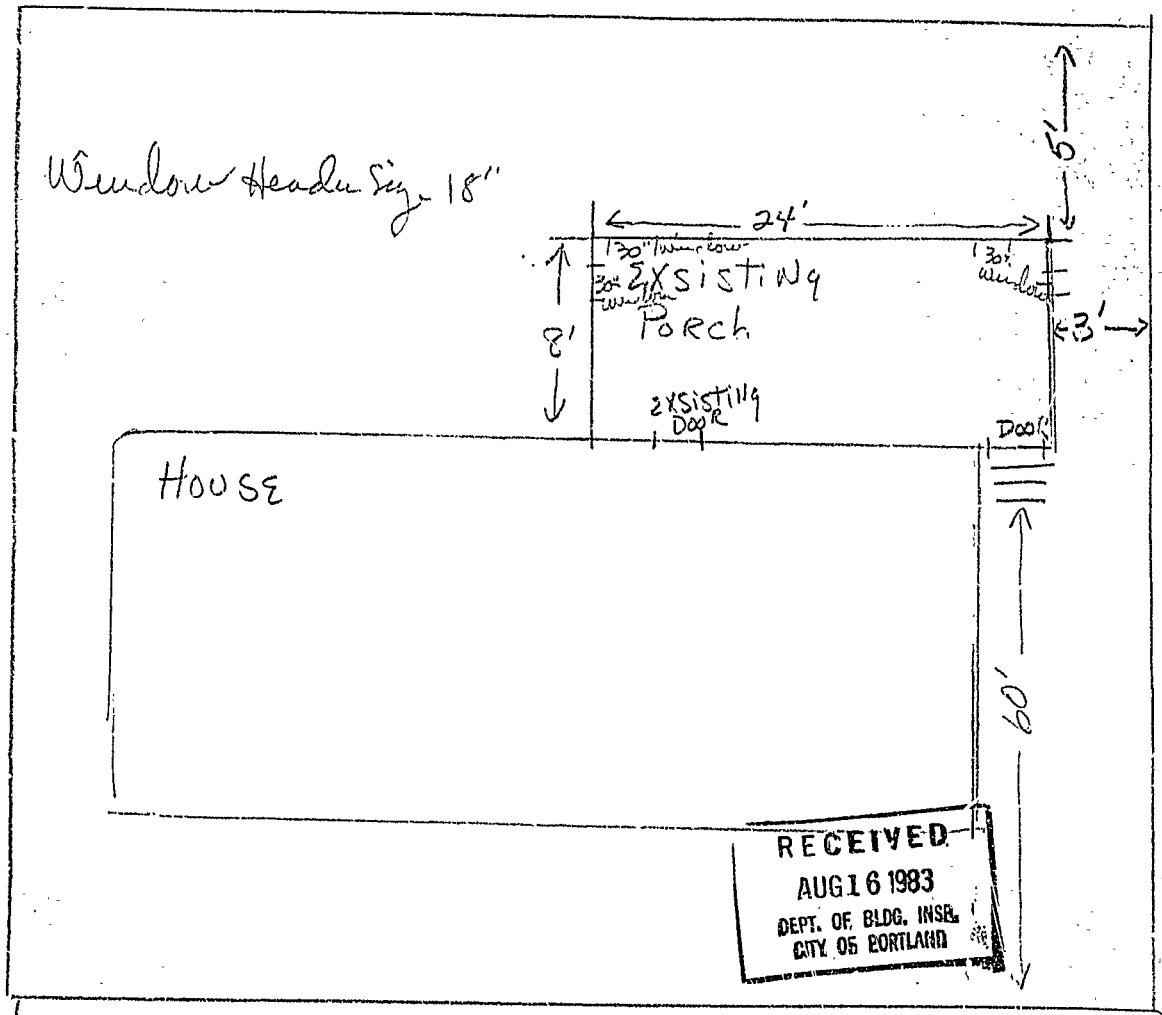 5'
Window Header Size 18"
24'
30" Window
30" Window
30" Window
EXSISTING
PORCH
8'
3'
EXSISTING
DOOR
DOOR
HOUSE
60'
RECEIVED
AUG 16 1983
DEPT. OF BLDG. INSP.
CITY OF PORTLAND